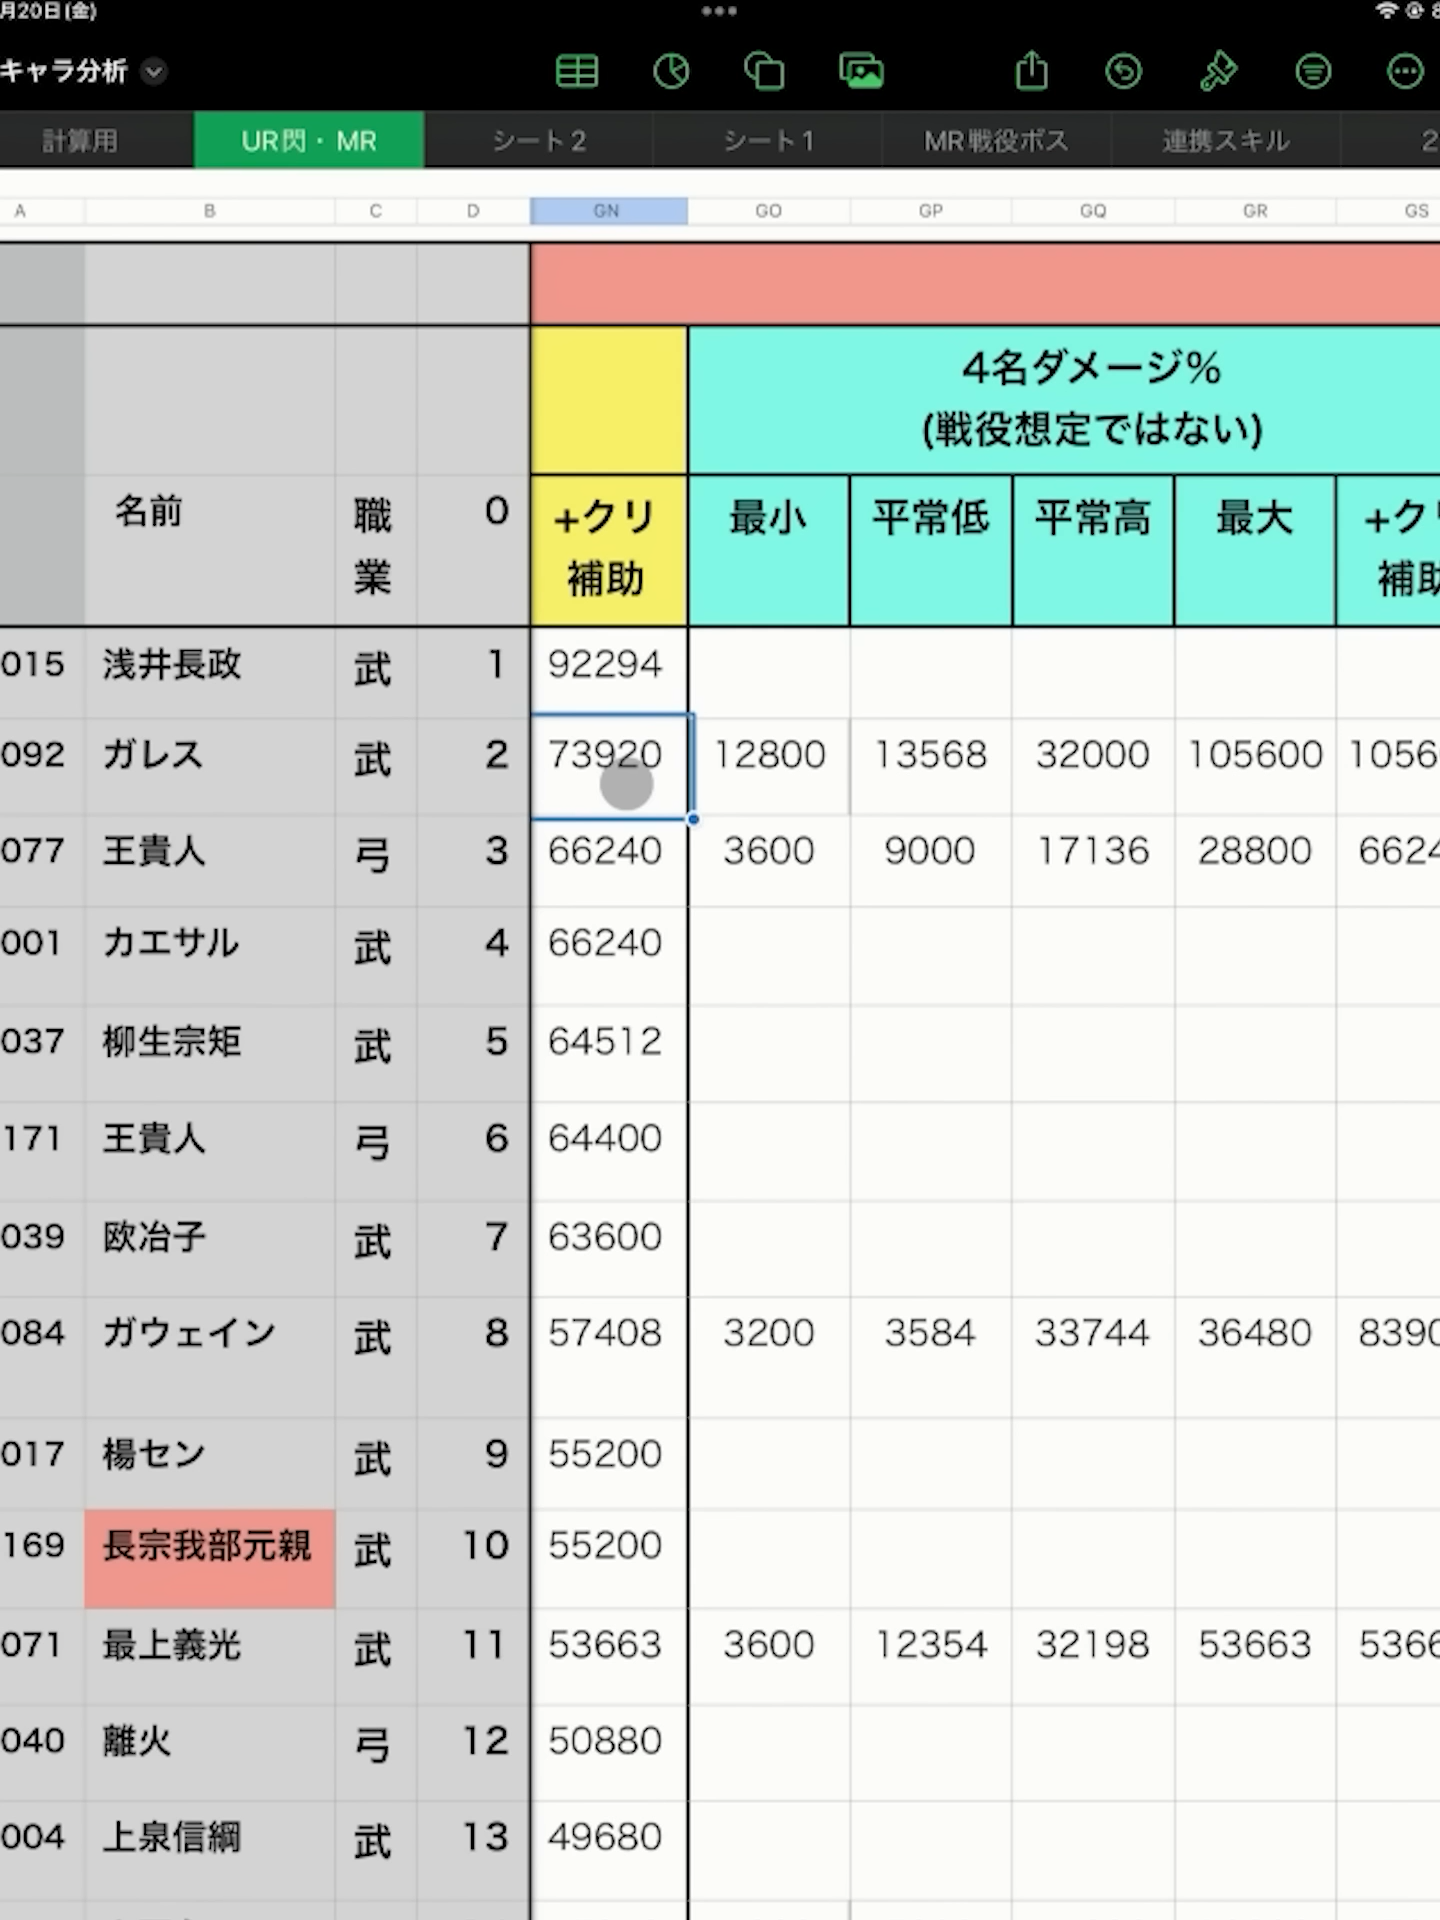 月20日(金)
キャラ分析
計算用 UR閃・MR シート2 シート1 MR戦役ボス 連携スキル 2
A B C D GN GO GP GQ GR GS
4名ダメージ%
(戦役想定ではない)
名前 職業 0 +クリ補助 最小 平常低 平常高 最大 +クリ補助
015 浅井長政 武 1 92294
092 ガレス 武 2 73920 12800 13568 32000 105600 1056
077 王貴人 弓 3 66240 3600 9000 17136 28800 6624
001 カエサル 武 4 66240
037 柳生宗矩 武 5 64512
171 王貴人 弓 6 64400
039 欧冶子 武 7 63600
084 ガウェイン 武 8 57408 3200 3584 33744 36480 8390
017 楊セン 武 9 55200
169 長宗我部元親 武 10 55200
071 最上義光 武 11 53663 3600 12354 32198 53663 5366
040 離火 弓 12 50880
004 上泉信綱 武 13 49680